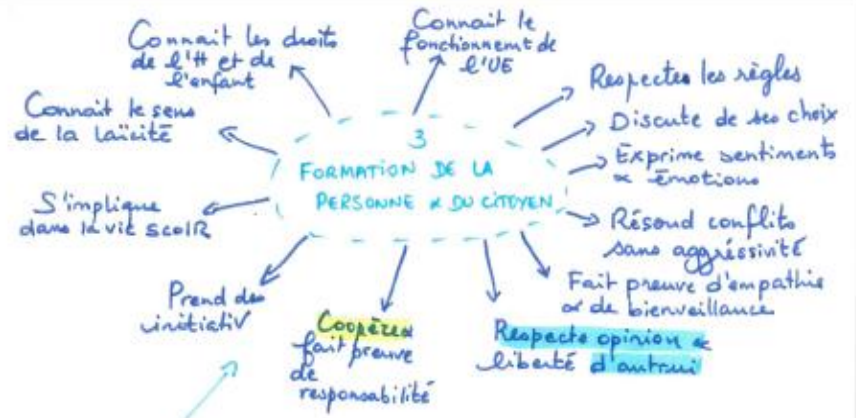 Connait les droits
de l'H et de
l'enfant
Connait le
fonctionnement de
l'UE
Respecter les règles
Discute de ses choix
Exprime sentiments
& émotions
Résoud conflits
sans aggréssivité
Fait preuve d'empathie
& de bienveillance
Respecte opinion &
liberté d'autrui
Coopère &
fait preuve
de
responsabilité
Prend des
initiativ
S'implique
dans la vie scolR
Connait le sens
de la laïcité
3
FORMATION DE LA
PERSONNE & DU CITOYEN